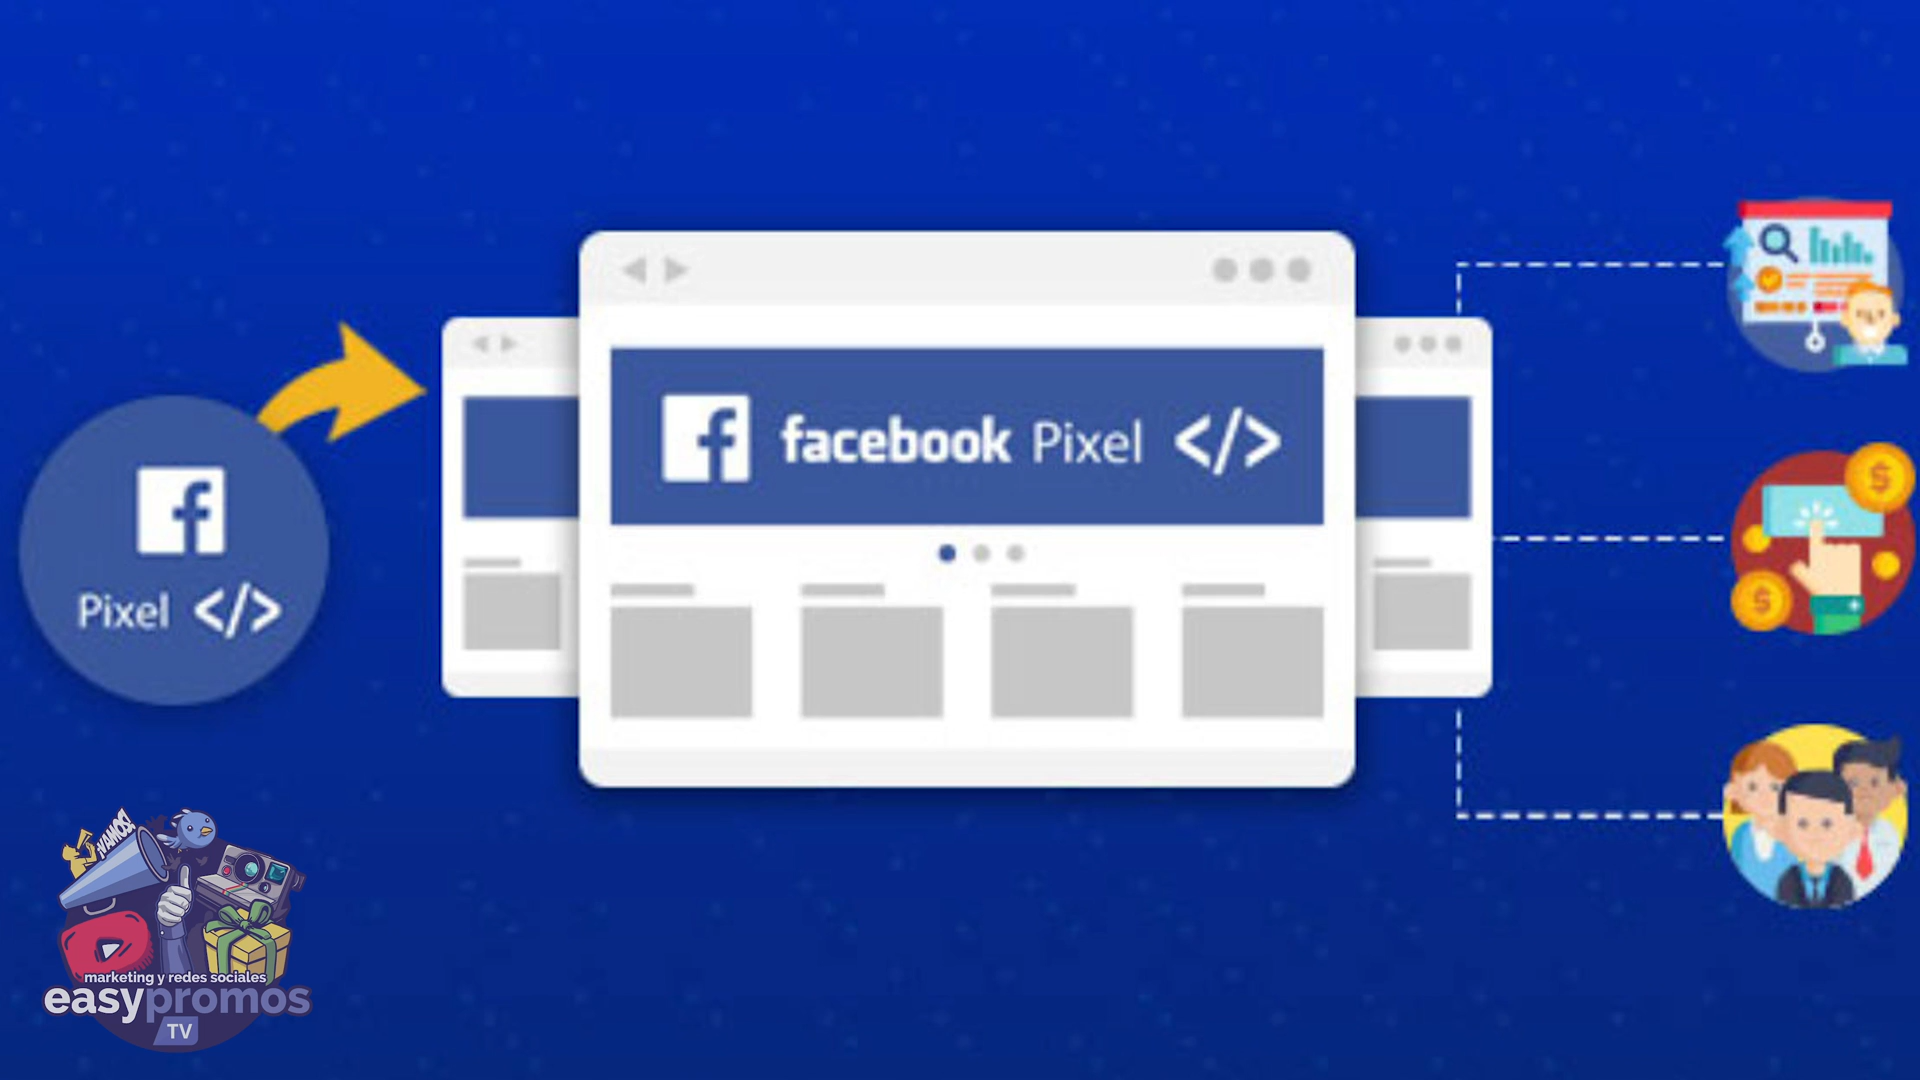 facebook Pixel </>
f
Pixel </>
¡VAMOS!
marketing y redes sociales
easypromos
TV